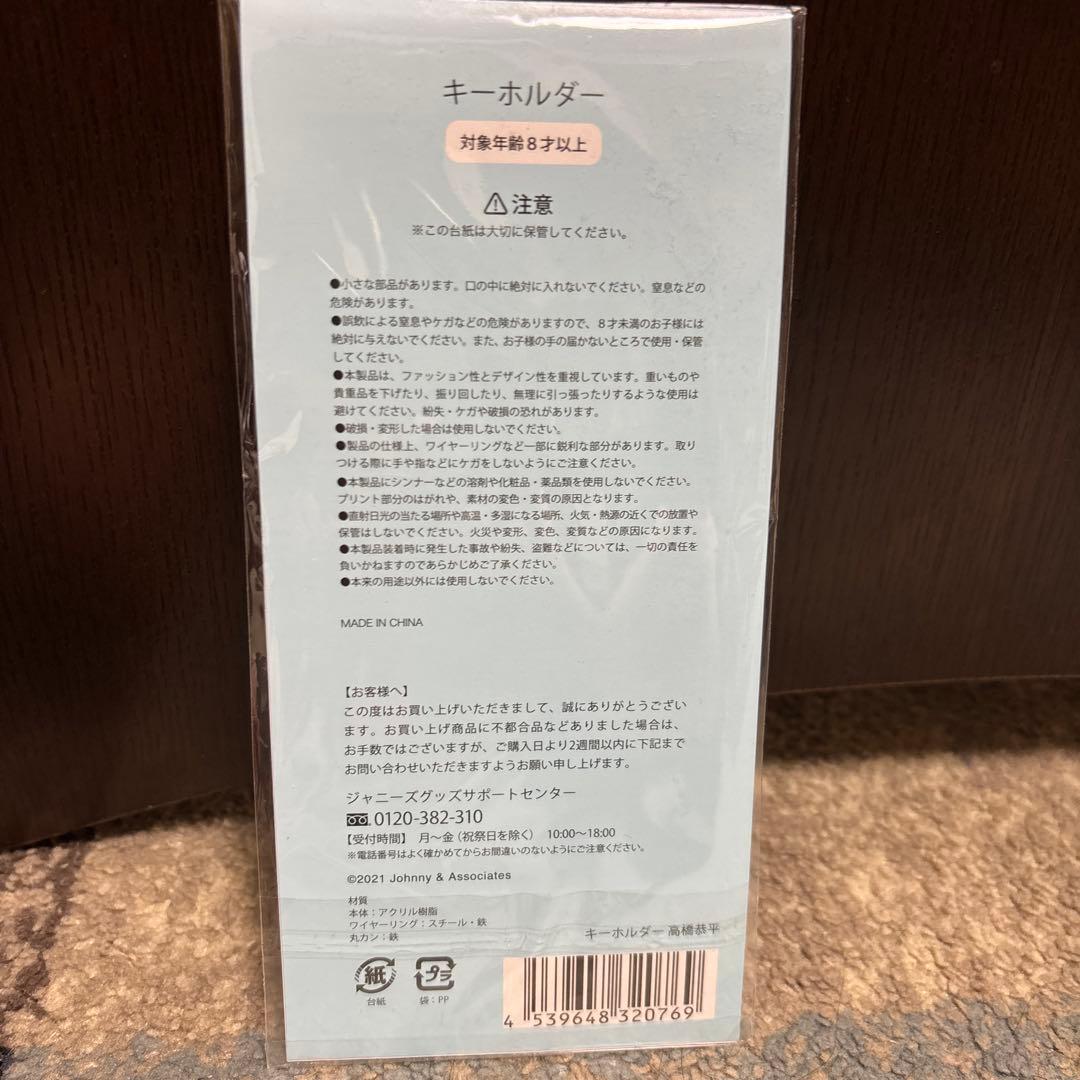 キーホルダー
対象年齢8才以上
⚠注意
※この台紙は大切に保管してください。
●小さな部品があります。口の中に絶対に入れないでください。窒息などの
危険があります。
●誤飲による窒息やケガなどの危険がありますので、8才未満のお子様には
絶対に与えないでください。また、お子様の手の届かないところで使用・保管
してください。
●本製品は、ファッション性とデザイン性を重視しています。重いものや
貴重品を下げたり、振り回したり、無理に引っ張ったりするような使用は
避けてください。紛失・ケガや破損の恐れがあります。
●破損・変形した場合は使用しないでください。
●製品の仕様上、ワイヤーリングなど一部に鋭利な部分があります。取り
つける際に手や指などにケガをしないようにご注意ください。
●本製品にシンナーなどの溶剤や化粧品・薬品類を使用しないでください。
プリント部分のはがれや、素材の変色・変質の原因となります。
●直射日光の当たる場所や高温・多湿になる場所、火気・熱源の近くでの放置や
保管はしないでください。火災や変形、変色、変質などの原因になります。
●本製品装着時に発生した事故や紛失、盗難などについては、一切の責任を
負いかねますのであらかじめご了承ください。
●本来の用途以外には使用しないでください。
MADE IN CHINA
【お客様へ】
この度はお買い上げいただきまして、誠にありがとうござい
ます。お買い上げ商品に不都合品などありました場合は、
お手数ではございますが、ご購入日より2週間以内に下記まで
お問い合わせいただきますようお願い申し上げます。
ジャニーズグッズサポートセンター
0120-382-310
【受付時間】 月〜金（祝祭日を除く） 10:00〜18:00
※電話番号はよく確かめてからお間違いのないようにご注意ください。
©2021 Johnny & Associates
材質
本体：アクリル樹脂
ワイヤーリング：スチール・鉄
丸カン：鉄
キーホルダー 高橋恭平
紙
台紙
プラ
袋：PP
4 539648 320769